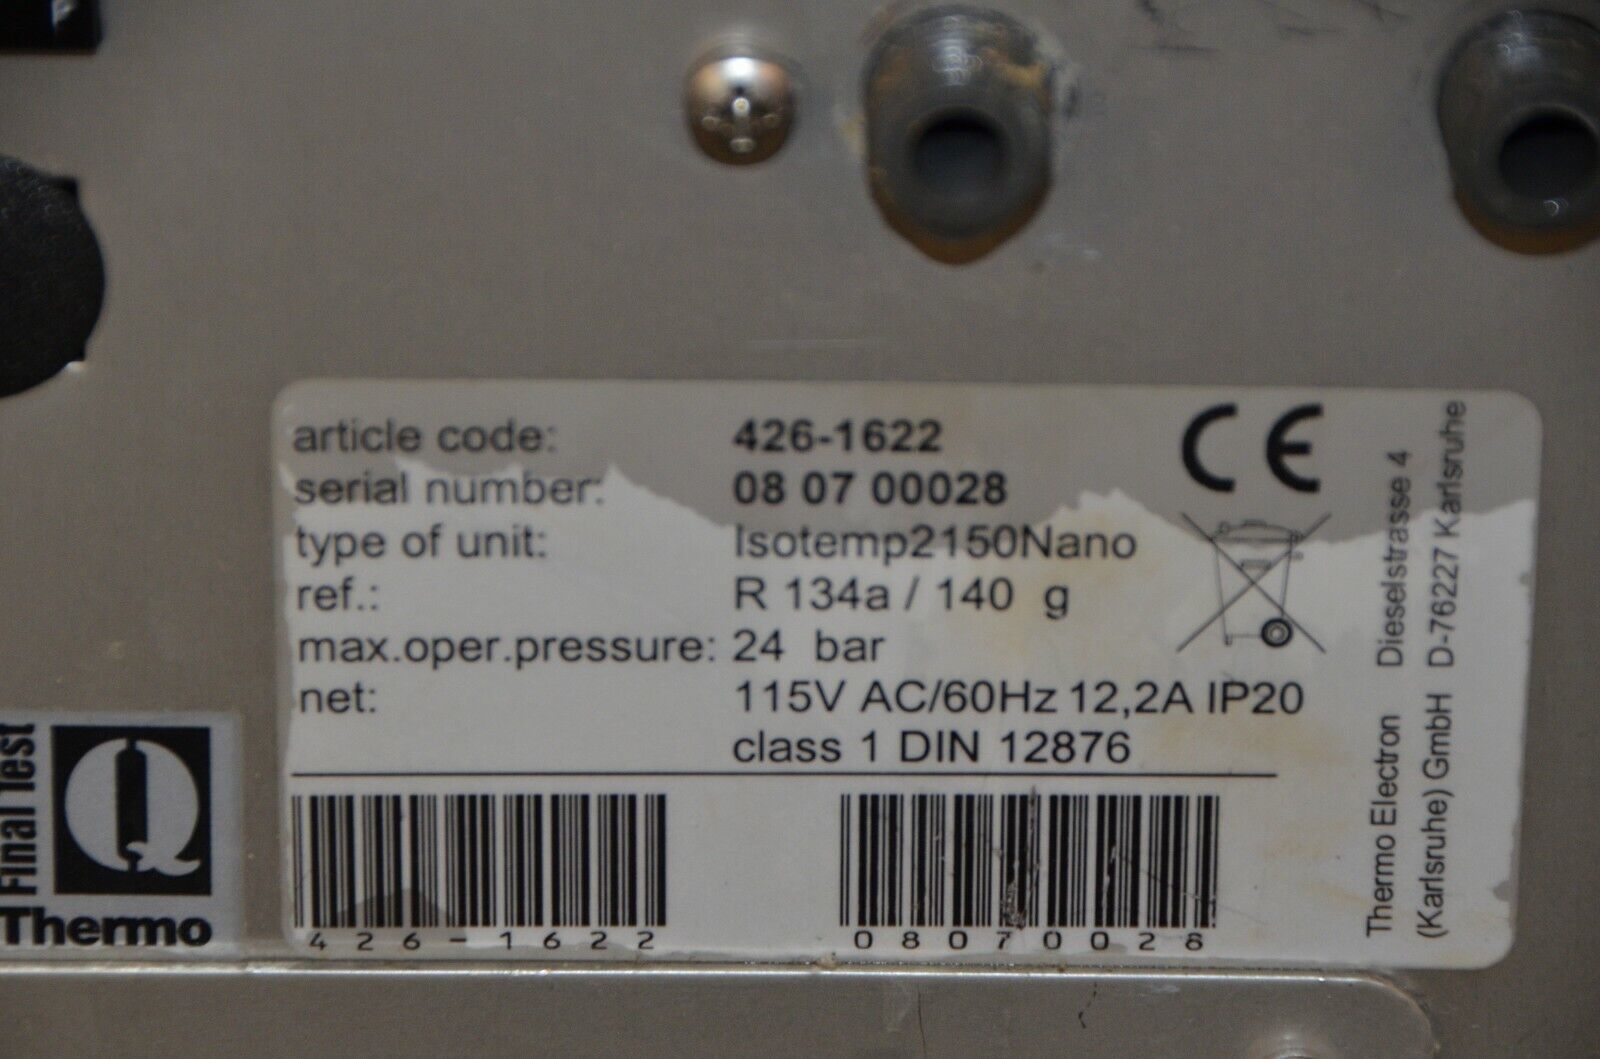 article code: 426-1622
serial number: 08 07 00028
type of unit: Isotemp2150Nano
ref.: R 134a / 140 g
max.oper.pressure: 24 bar
net: 115V AC/60Hz 12,2A IP20
class 1 DIN 12876
CE
426-1622
080700028
Thermo Electron Dieselstrasse 4
(Karlsruhe) GmbH D-76227 Karlsruhe
Final Test
Q
Thermo